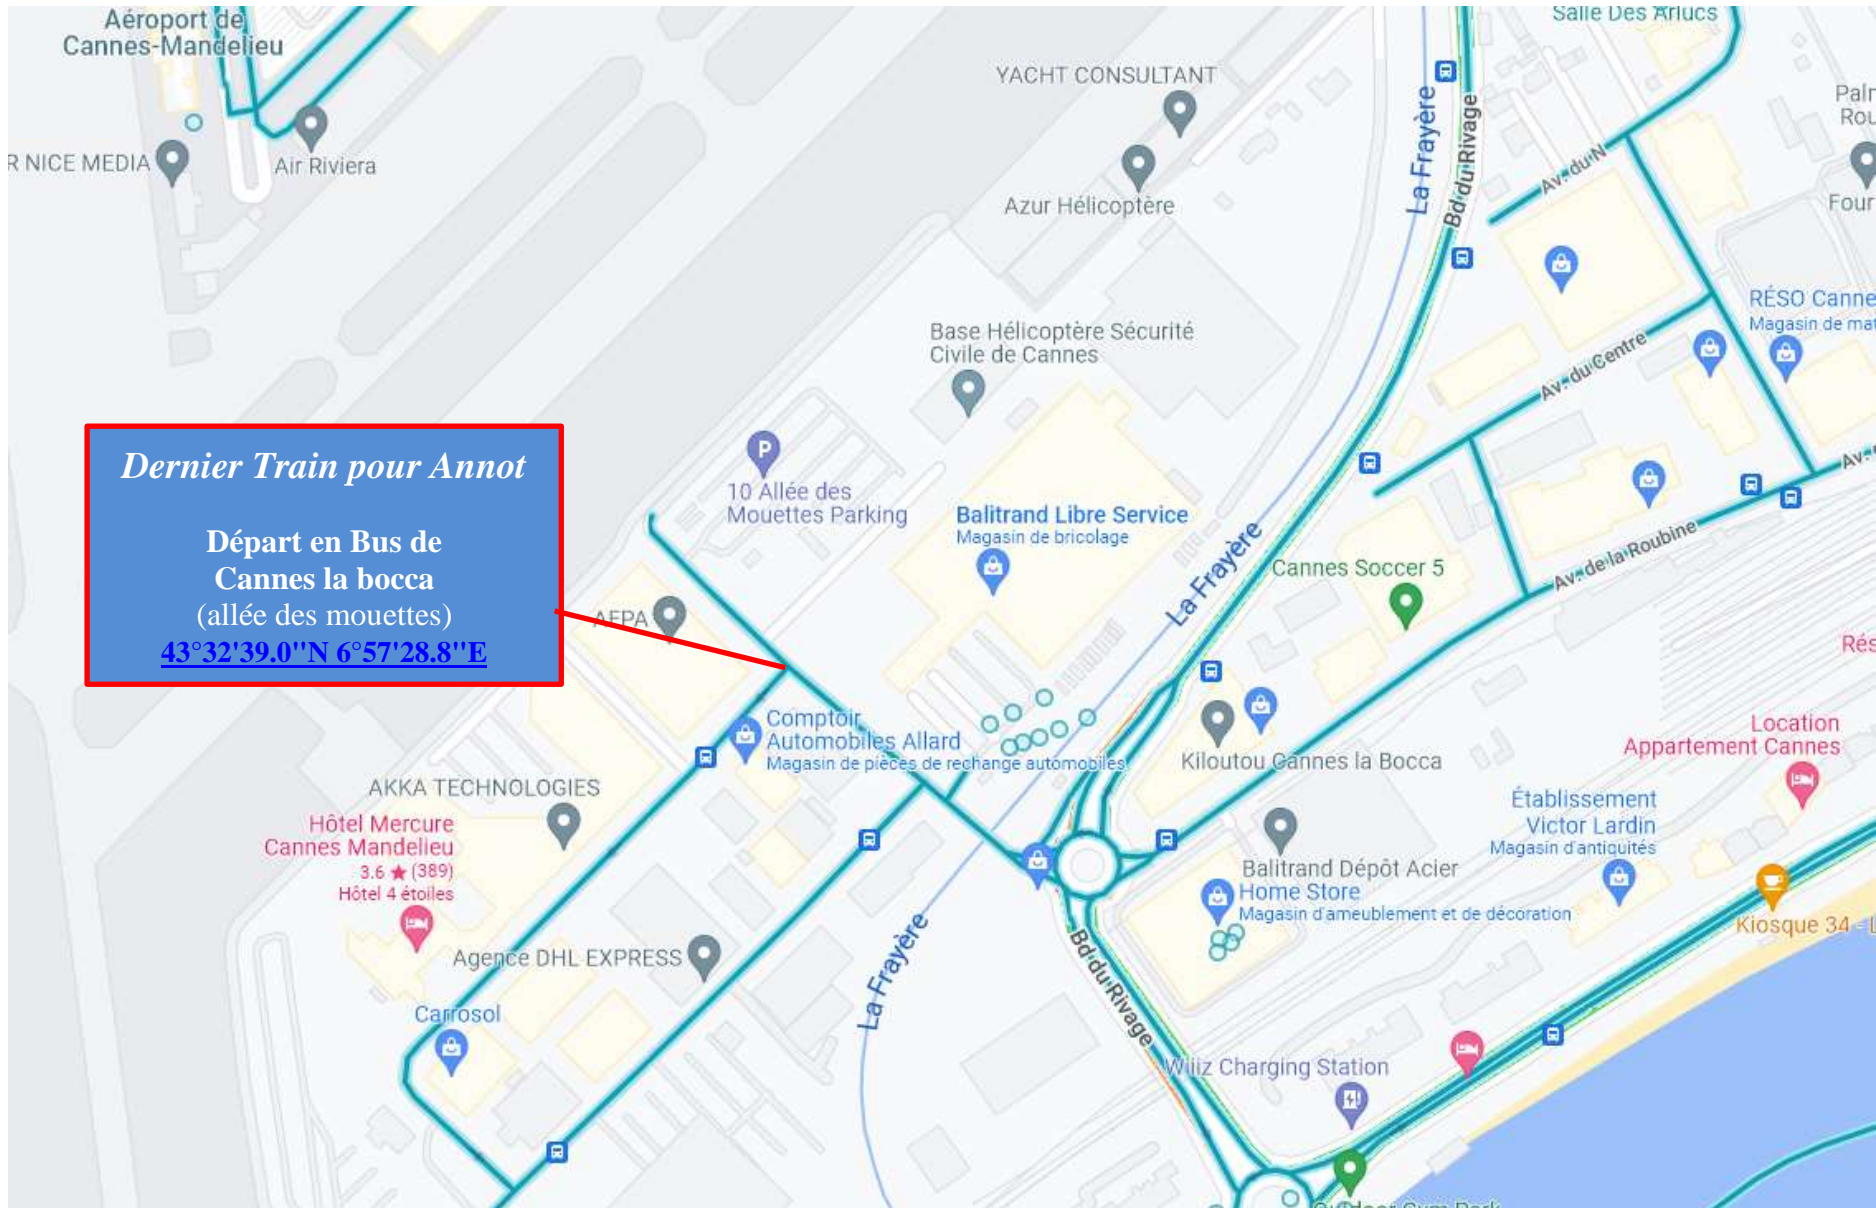 Aéroport de
Cannes-Mandelieu
Salle Des Arlucs
YACHT CONSULTANT
R NICE MEDIA
Air Riviera
Azur Hélicoptère
La Frayère
Bd du Rivage
Av. du N
Palm
Rou
Four
RÉSO Canne
Magasin de mat
Base Hélicoptère Sécurité
Civile de Cannes
Av. du Centre
Dernier Train pour Annot
Départ en Bus de
Cannes la bocca
(allée des mouettes)
43°32'39.0"N 6°57'28.8"E
P
10 Allée des
Mouettes Parking
Balitrand Libre Service
Magasin de bricolage
La Frayère
Cannes Soccer 5
Av. de la Roubine
Av.
AFPA
Rés
Comptoir
Automobiles Allard
Magasin de pièces de rechange automobiles
Kiloutou Cannes la Bocca
Location
Appartement Cannes
AKKA TECHNOLOGIES
Hôtel Mercure
Cannes Mandelieu
3.6 ★ (389)
Hôtel 4 étoiles
Établissement
Victor Lardin
Magasin d'antiquités
Balitrand Dépôt Acier
Home Store
Magasin d'ameublement et de décoration
Kiosque 34 - L
Agence DHL EXPRESS
La Frayère
Bd du Rivage
Carrosol
Wiiiz Charging Station
Outdoor Gym Park